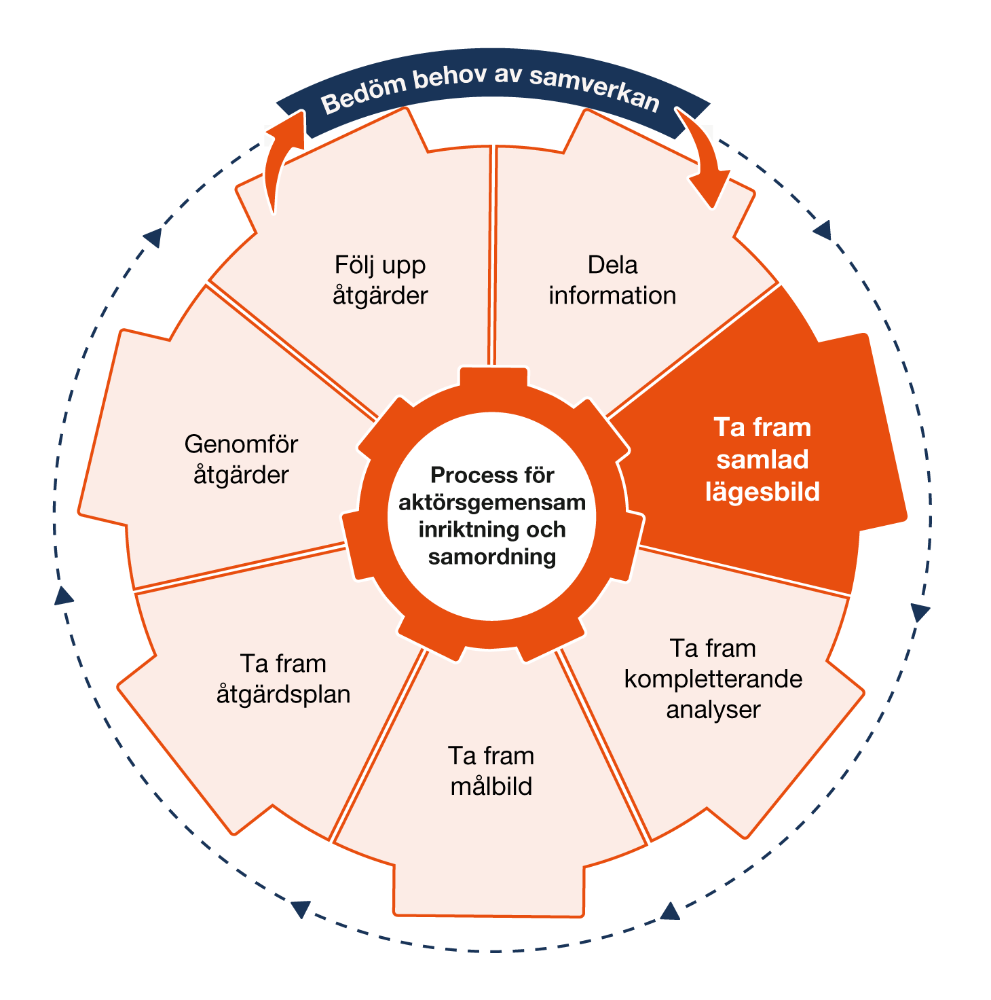 Bedöm behov av samverkan
Följ upp
åtgärder
Dela
information
Ta fram
samlad
lägesbild
Genomför
åtgärder
Process för
aktörsgemensam
inriktning och
samordning
Ta fram
kompletterande
analyser
Ta fram
åtgärdsplan
Ta fram
målbild